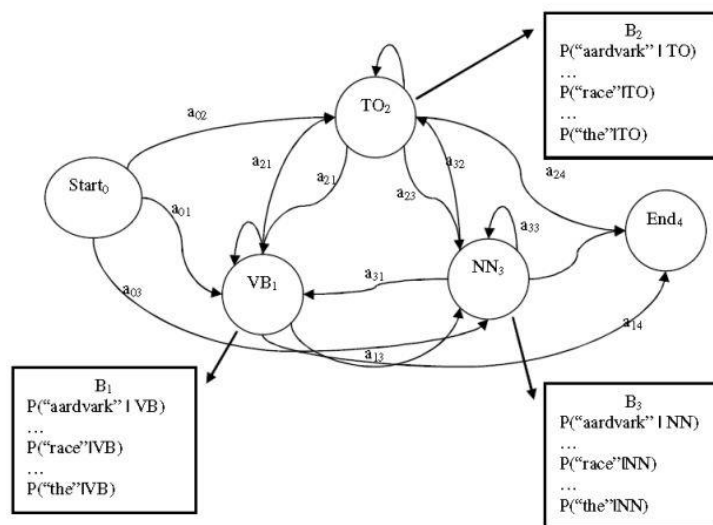 B₂
P(“aardvark” | TO)
...
P(“race”|TO)
...
P(“the”|TO)
TO₂
a₀₂
Start₀
a₂₁
a₂₁
a₃₂
a₂₃
a₂₄
a₀₁
End₄
VB₁
NN₃
a₃₃
a₃₁
a₀₃
a₁₃
a₁₄
B₁
P(“aardvark” | VB)
...
P(“race”|VB)
...
P(“the”|VB)
B₃
P(“aardvark” | NN)
...
P(“race”|NN)
...
P(“the”|NN)